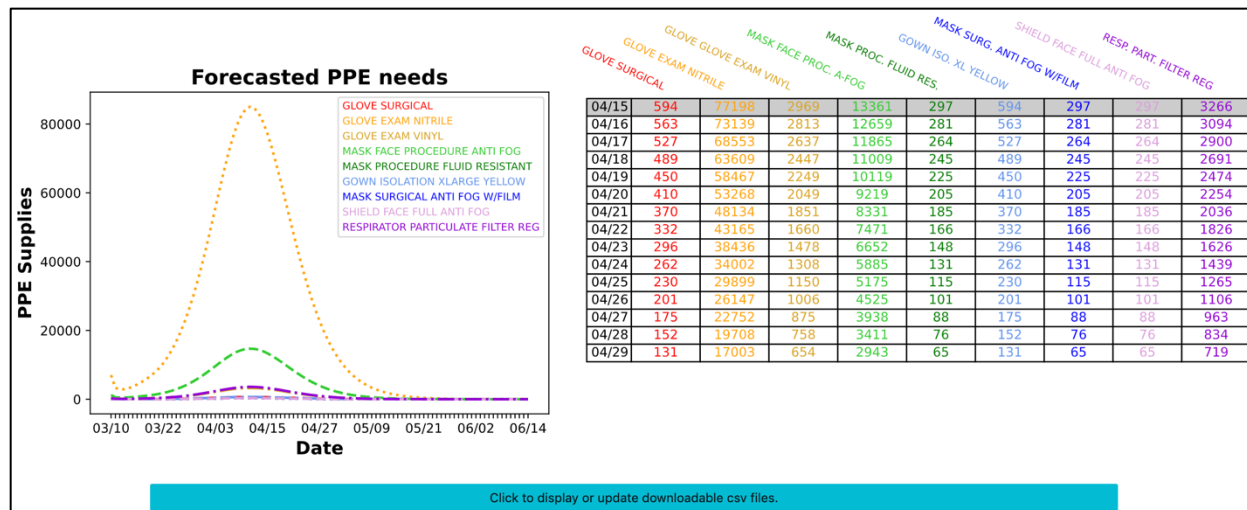 Forecasted PPE needs
PPE Supplies
80000
60000
40000
20000
0
GLOVE SURGICAL
GLOVE EXAM NITRILE
GLOVE EXAM VINYL
MASK FACE PROCEDURE ANTI FOG
MASK PROCEDURE FLUID RESISTANT
GOWN ISOLATION XLARGE YELLOW
MASK SURGICAL ANTI FOG W/FILM
SHIELD FACE FULL ANTI FOG
RESPIRATOR PARTICULATE FILTER REG
03/10 03/22 04/03 04/15 04/27 05/09 05/21 06/02 06/14
Date
GLOVE SURGICAL
GLOVE EXAM NITRILE
GLOVE GLOVE EXAM VINYL
MASK FACE PROC. A-FOG
MASK PROC. FLUID RES.
GOWN ISO. XL YELLOW
MASK SURG. ANTI FOG W/FILM
SHIELD FACE FULL ANTI FOG
RESP. PART. FILTER REG
04/15 594 77198 2969 13361 297 594 297 297 3266
04/16 563 73139 2813 12659 281 563 281 281 3094
04/17 527 68553 2637 11865 264 527 264 264 2900
04/18 489 63609 2447 11009 245 489 245 245 2691
04/19 450 58467 2249 10119 225 450 225 225 2474
04/20 410 53268 2049 9219 205 410 205 205 2254
04/21 370 48134 1851 8331 185 370 185 185 2036
04/22 332 43165 1660 7471 166 332 166 166 1826
04/23 296 38436 1478 6652 148 296 148 148 1626
04/24 262 34002 1308 5885 131 262 131 131 1439
04/25 230 29899 1150 5175 115 230 115 115 1265
04/26 201 26147 1006 4525 101 201 101 101 1106
04/27 175 22752 875 3938 88 175 88 88 963
04/28 152 19708 758 3411 76 152 76 76 834
04/29 131 17003 654 2943 65 131 65 65 719
Click to display or update downloadable csv files.